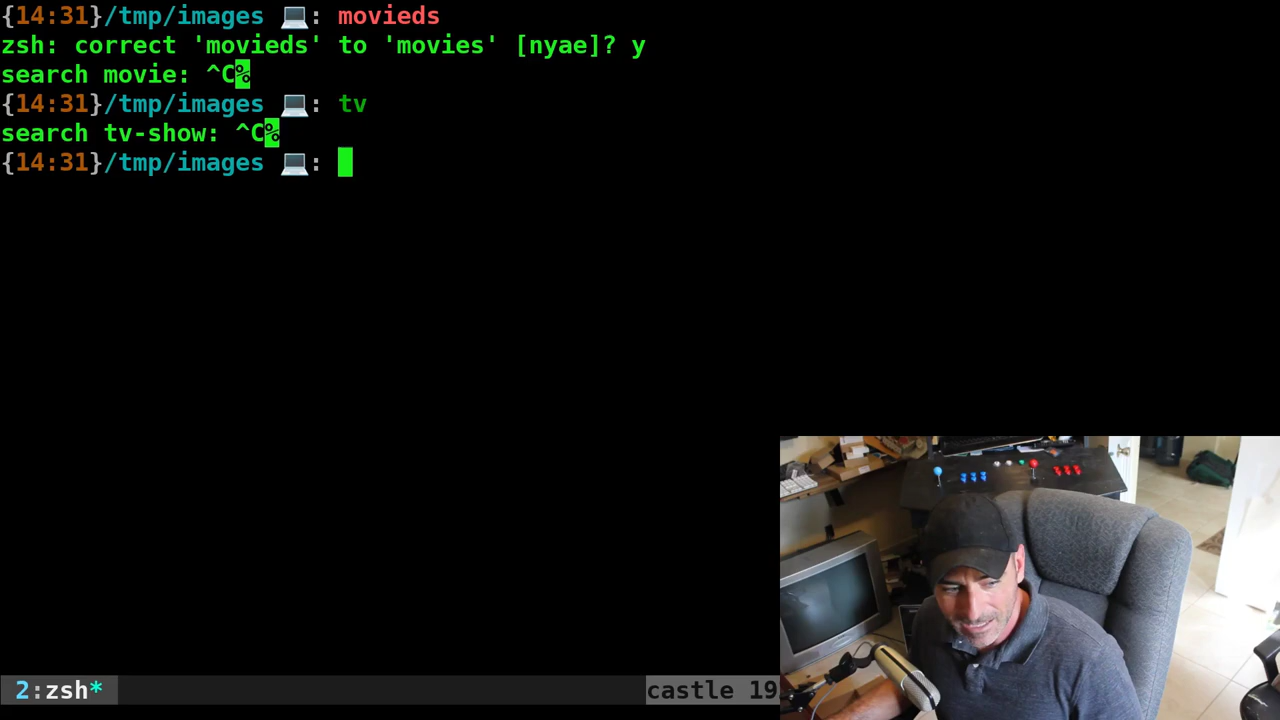 {14:31}/tmp/images 💻: movieds
zsh: correct 'movieds' to 'movies' [nyae]? y
search movie: ^C%
{14:31}/tmp/images 💻: tv
search tv-show: ^C%
{14:31}/tmp/images 💻:
2:zsh* castle 19